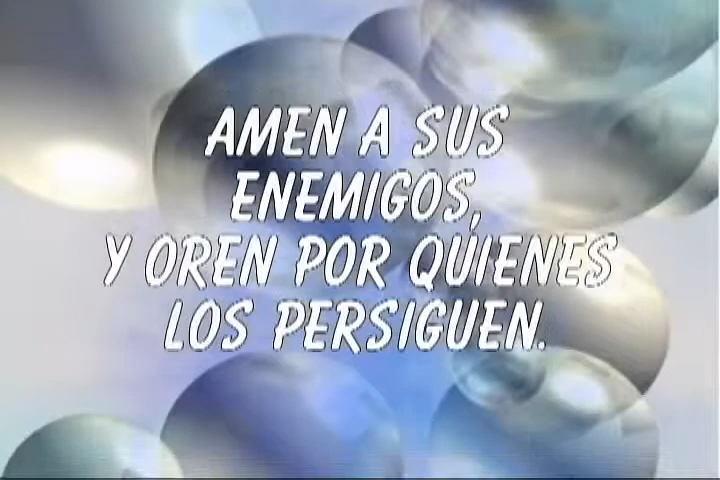 AMEN A SUS
ENEMIGOS,
Y OREN POR QUIENES
LOS PERSIGUEN.